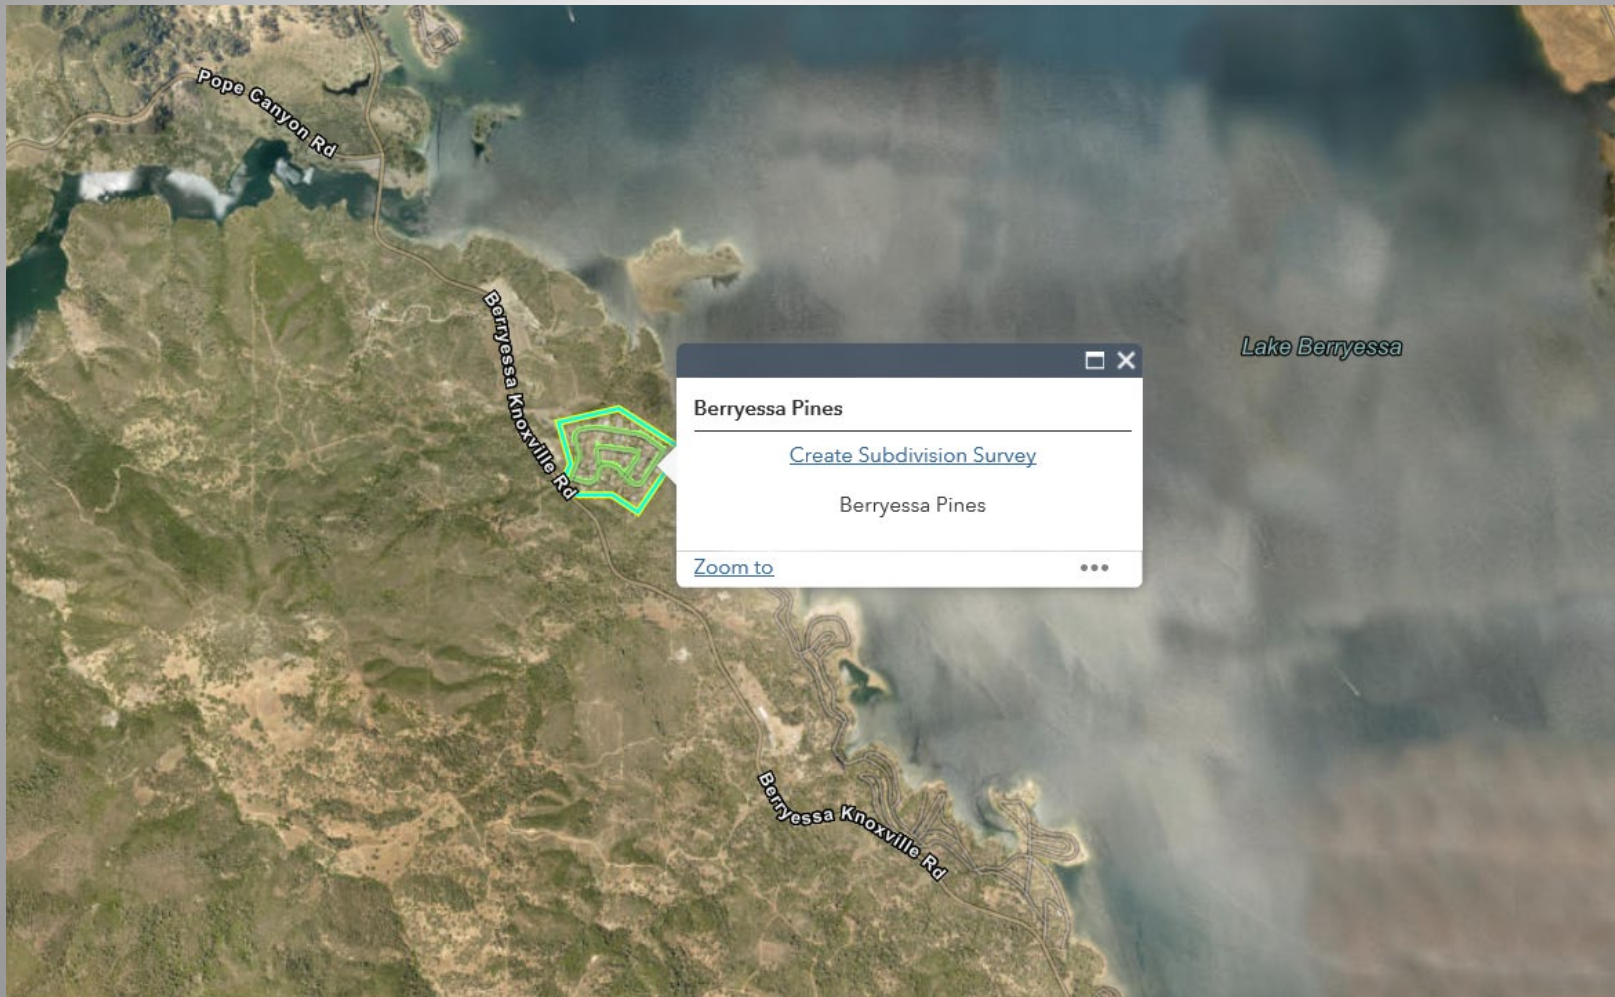 Pope Canyon Rd
Berryessa Knoxville Rd
Lake Berryessa
Berryessa Pines
Create Subdivision Survey
Berryessa Pines
Zoom to
Berryessa Knoxville Rd